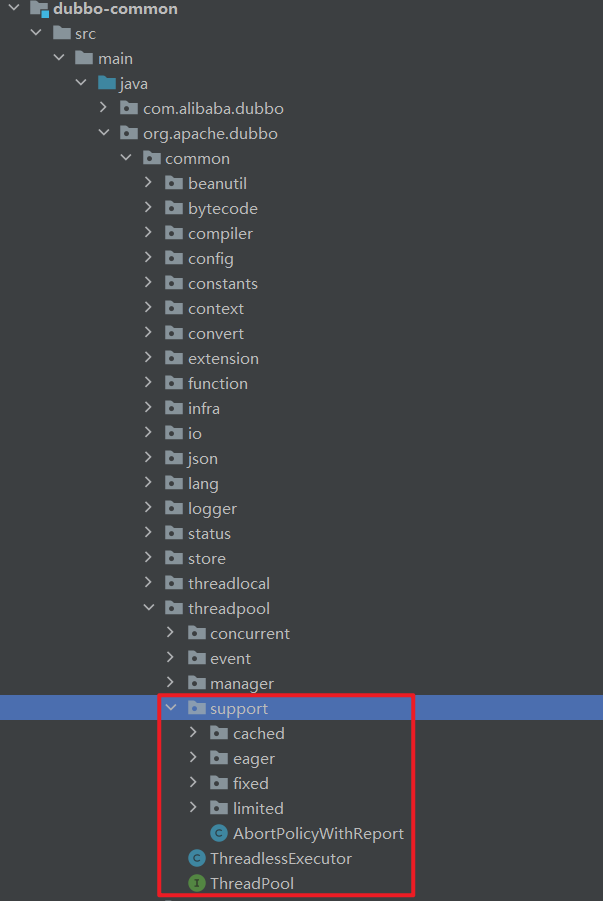 dubbo-common
src
main
java
com.alibaba.dubbo
org.apache.dubbo
common
beanutil
bytecode
compiler
config
constants
context
convert
extension
function
infra
io
json
lang
logger
status
store
threadlocal
threadpool
concurrent
event
manager
support
cached
eager
fixed
limited
C AbortPolicyWithReport
C ThreadlessExecutor
I ThreadPool